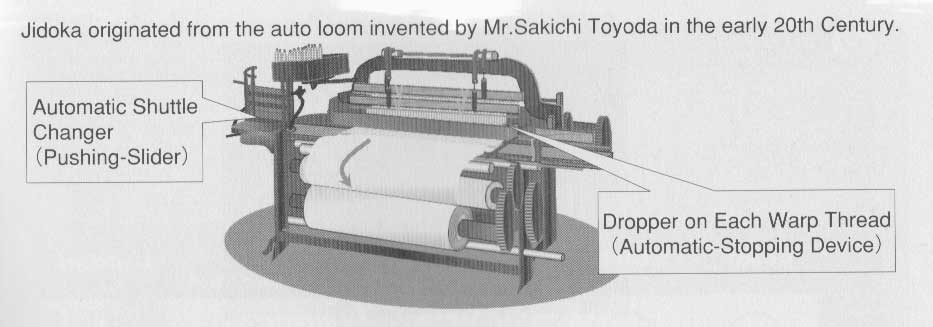 Jidoka originated from the auto loom invented by Mr.Sakichi Toyoda in the early 20th Century.
Automatic Shuttle
Changer
(Pushing-Slider)
Dropper on Each Warp Thread
(Automatic-Stopping Device)